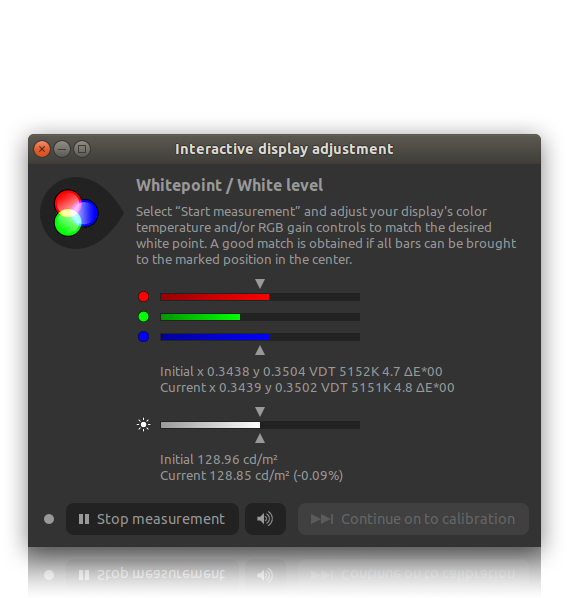 Interactive display adjustment
Whitepoint / White level
Select “Start measurement” and adjust your display's color
temperature and/or RGB gain controls to match the desired
white point. A good match is obtained if all bars can be brought
to the marked position in the center.
Initial x 0.3438 y 0.3504 VDT 5152K 4.7 ΔE*00
Current x 0.3439 y 0.3502 VDT 5151K 4.8 ΔE*00
Initial 128.96 cd/m²
Current 128.85 cd/m² (-0.09%)
Stop measurement
Continue on to calibration